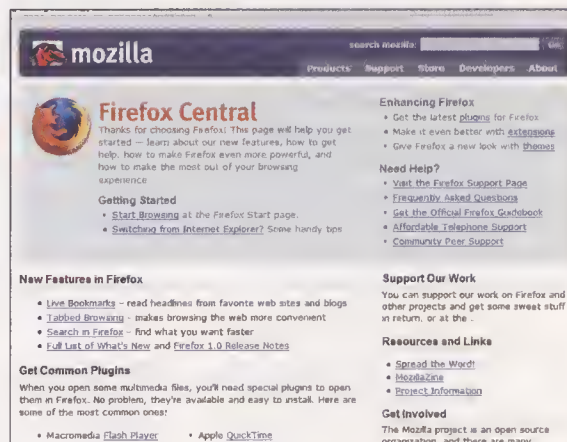 mozilla
search mozilla:
Products Support Store Developers About
Firefox Central
Thanks for choosing Firefox! This page will help you get
started — learn about our new features, how to get
help, how to make Firefox even more powerful, and
how to make the most out of your browsing
experience
Getting Started
• Start Browsing at the Firefox Start page.
• Switching from Internet Explorer? Some handy tips
Enhancing Firefox
• Get the latest plugins for Firefox
• Make it even better with extensions
• Give Firefox a new look with themes
Need Help?
• Visit the Firefox Support Page
• Frequently Asked Questions
• Get the Official Firefox Guidebook
• Affordable Telephone Support
• Community Peer Support
New Features in Firefox
• Live Bookmarks – read headlines from favorite web sites and blogs
• Tabbed Browsing – makes browsing the web more convenient
• Search in Firefox – find what you want faster
• Full List of What's New and Firefox 1.0 Release Notes
Get Common Plugins
When you open some multimedia files, you'll need special plugins to open
them in Firefox. No problem, they're available and easy to install. Here are
some of the most common ones:
• Macromedia Flash Player • Apple QuickTime
Support Our Work
You can support our work on Firefox and
other projects and get some sweet stuff
in return, or at the .
Resources and Links
• Spread the Word!
• MozillaZine
• Project Information
Get Involved
The Mozilla project is an open source
organization, and there are many